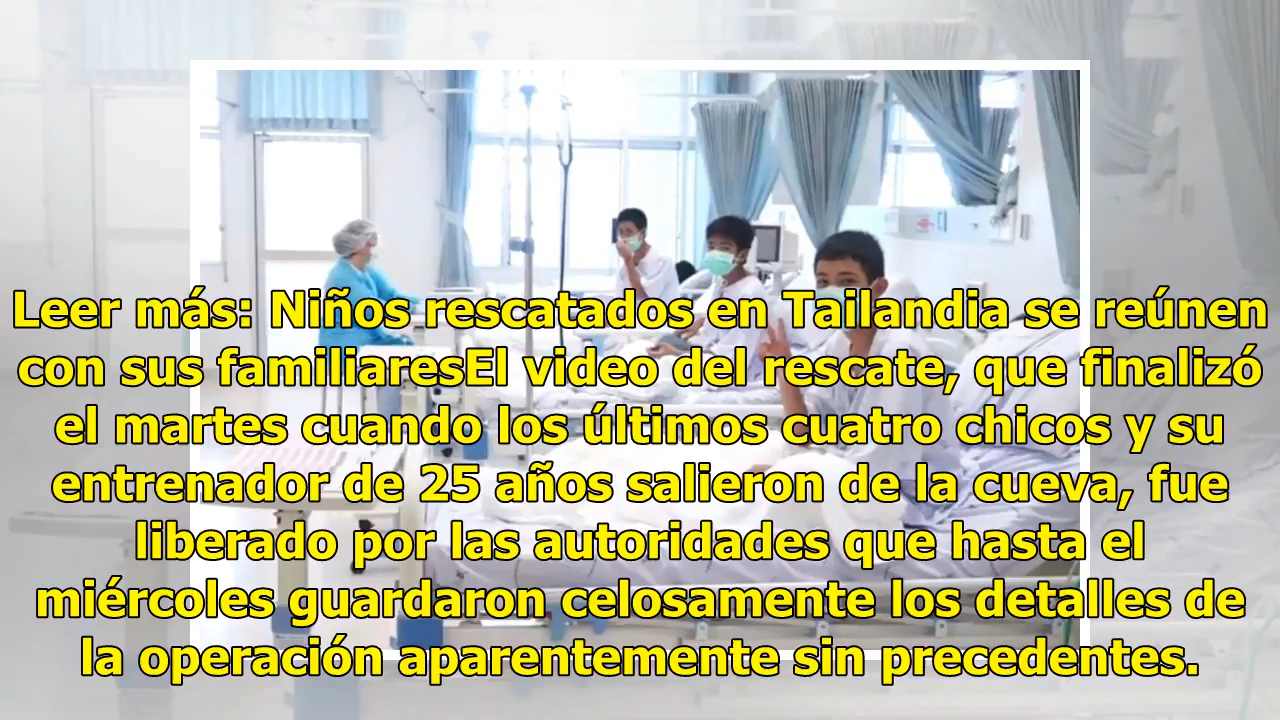 Leer más: Niños rescatados en Tailandia se reúnen
con sus familiaresEl video del rescate, que finalizó
el martes cuando los últimos cuatro chicos y su
entrenador de 25 años salieron de la cueva, fue
liberado por las autoridades que hasta el
miércoles guardaron celosamente los detalles de
la operación aparentemente sin precedentes.